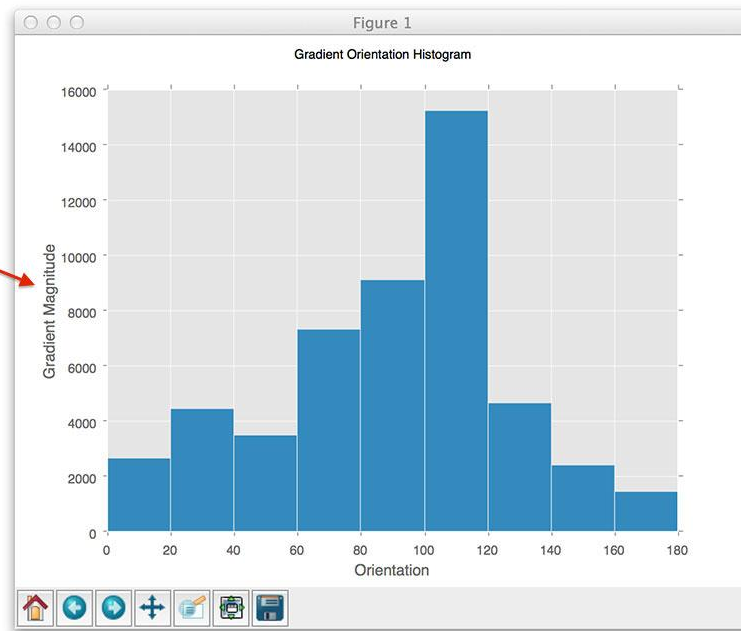 Figure 1
Gradient Orientation Histogram
16000
14000
12000
10000
8000
6000
4000
2000
0
Gradient Magnitude
0 20 40 60 80 100 120 140 160 180
Orientation